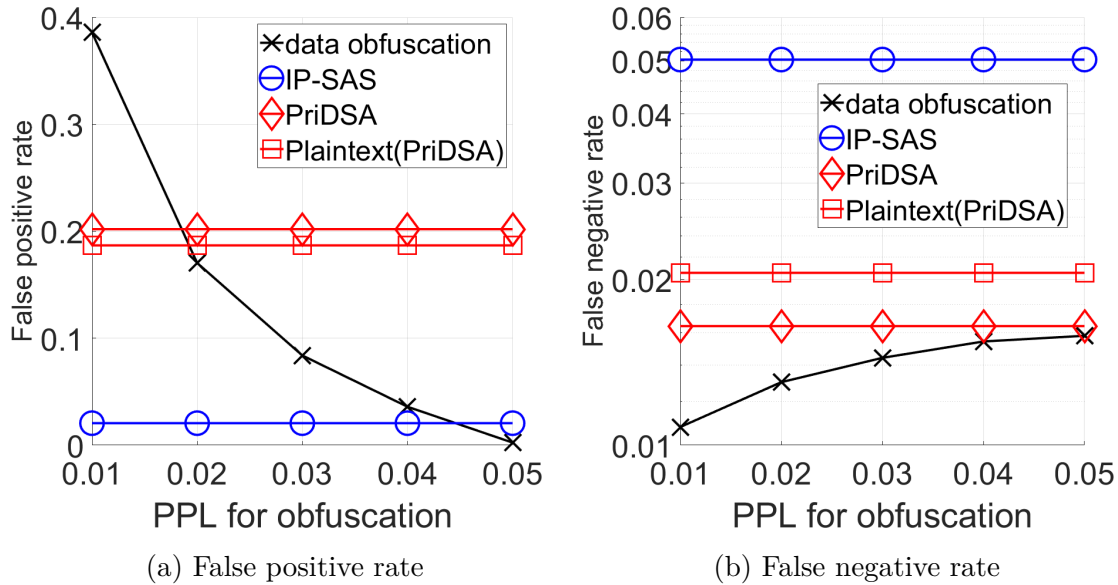 0.4
0.3
0.2
0.1
0
False positive rate
data obfuscation
IP-SAS
PriDSA
Plaintext(PriDSA)
0.01 0.02 0.03 0.04 0.05
PPL for obfuscation
(a) False positive rate
0.06
0.05
0.04
0.03
0.02
0.01
False negative rate
data obfuscation
IP-SAS
PriDSA
Plaintext(PriDSA)
0.01 0.02 0.03 0.04 0.05
PPL for obfuscation
(b) False negative rate